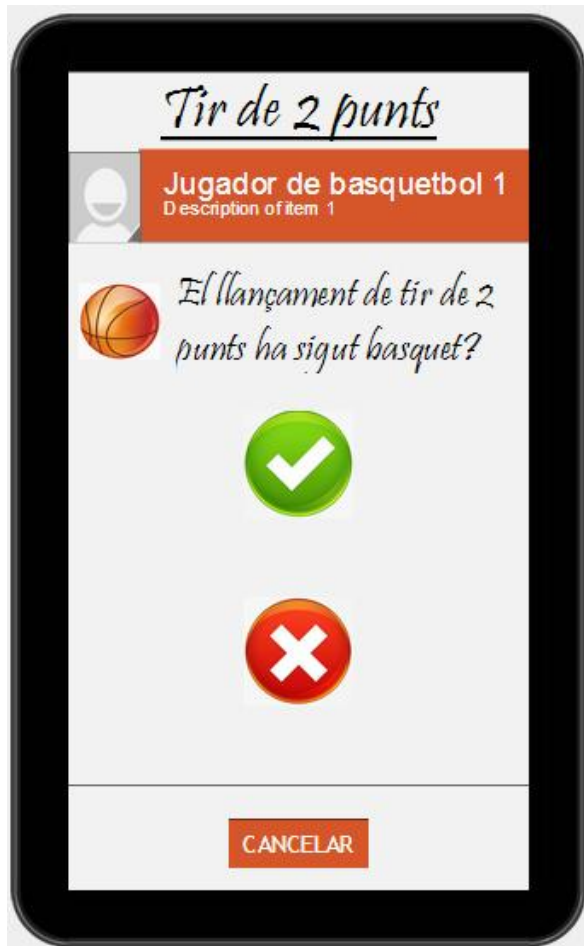 Tir de 2 punts
Jugador de basquetbol 1
Description of item 1
El llançament de tir de 2
punts ha sigut basquet?
CANCELAR